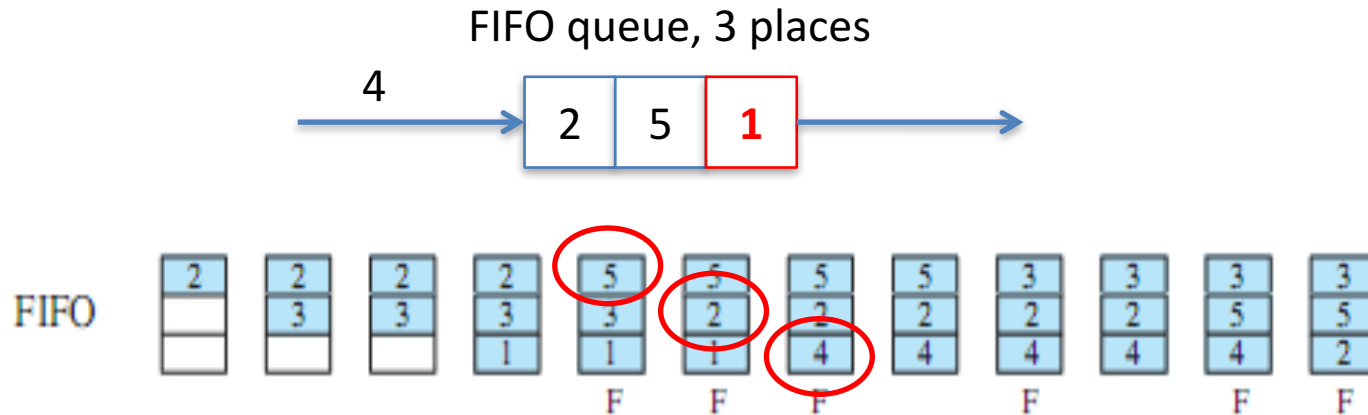 FIFO queue, 3 places
4
2 5 1
2 2 2 2 5 5 5 5 3 3 3 3
FIFO 3 3 3 3 2 2 2 2 2 5 5
1 1 1 4 4 4 4 4 2
F F F F F F